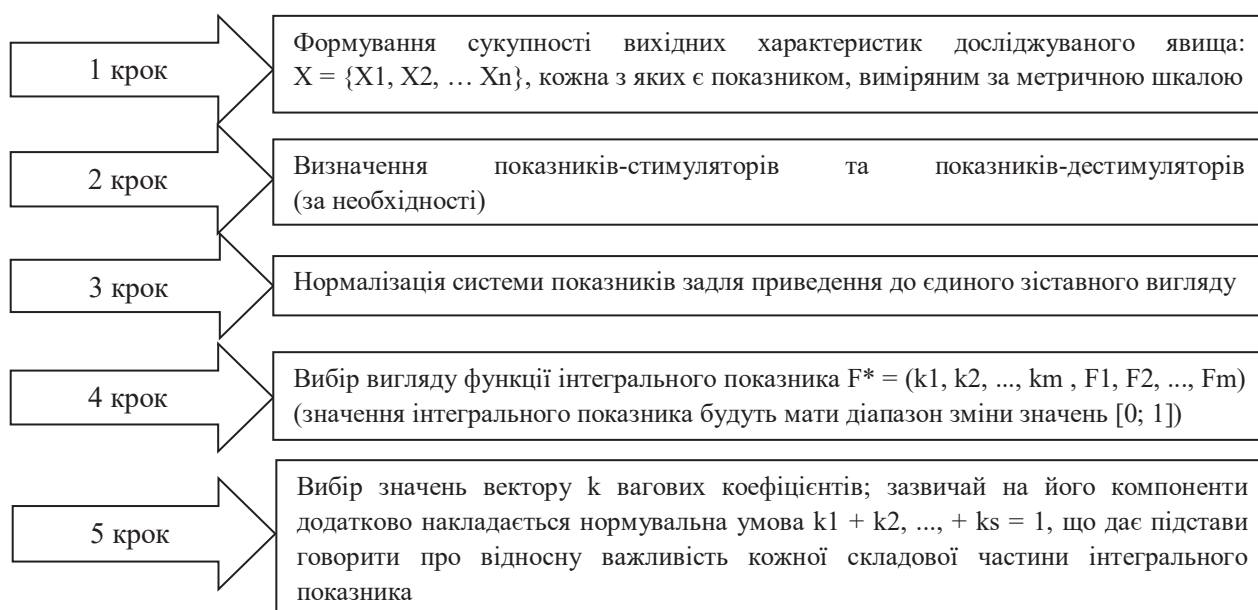 1 крок
Формування сукупності вихідних характеристик досліджуваного явища:
X = {X1, X2, … Xn}, кожна з яких є показником, виміряним за метричною шкалою
2 крок
Визначення показників-стимуляторів та показників-дестимуляторів
(за необхідності)
3 крок
Нормалізація системи показників задля приведення до єдиного зіставного вигляду
4 крок
Вибір вигляду функції інтегрального показника F* = (k1, k2, ..., km , F1, F2, ..., Fm)
(значення інтегрального показника будуть мати діапазон зміни значень [0; 1])
5 крок
Вибір значень вектору k вагових коефіцієнтів; зазвичай на його компоненти
додатково накладається нормувальна умова k1 + k2, ..., + ks = 1, що дає підстави
говорити про відносну важливість кожної складової частини інтегрального
показника